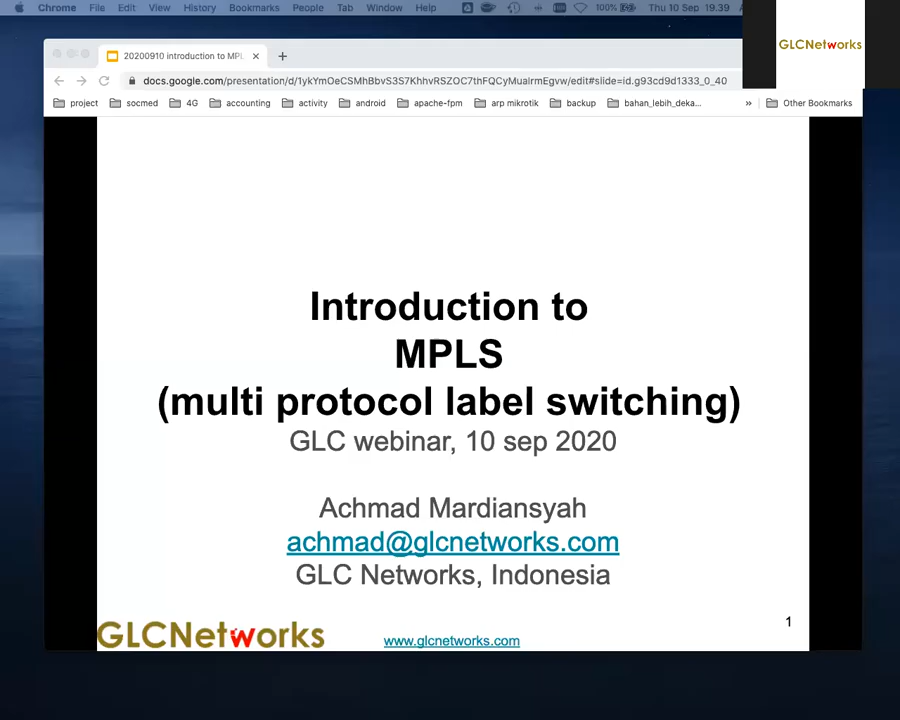 Chrome File Edit View History Bookmarks People Tab Window Help 100% Thu 10 Sep 19.39
GLCNetworks
20200910 introduction to MPL
docs.google.com/presentation/d/1ykYmOeCSMhBbvS3S7KhhvRSZOC7thFQCyMualrmEgvw/edit#slide=id.g93cd9d1333_0_40
project socmed 4G accounting activity android apache-fpm arp mikrotik backup bahan_lebih_deka... » Other Bookmarks
Introduction to
MPLS
(multi protocol label switching)
GLC webinar, 10 sep 2020
Achmad Mardiansyah
achmad@glcnetworks.com
GLC Networks, Indonesia
1
GLCNetworks
www.glcnetworks.com